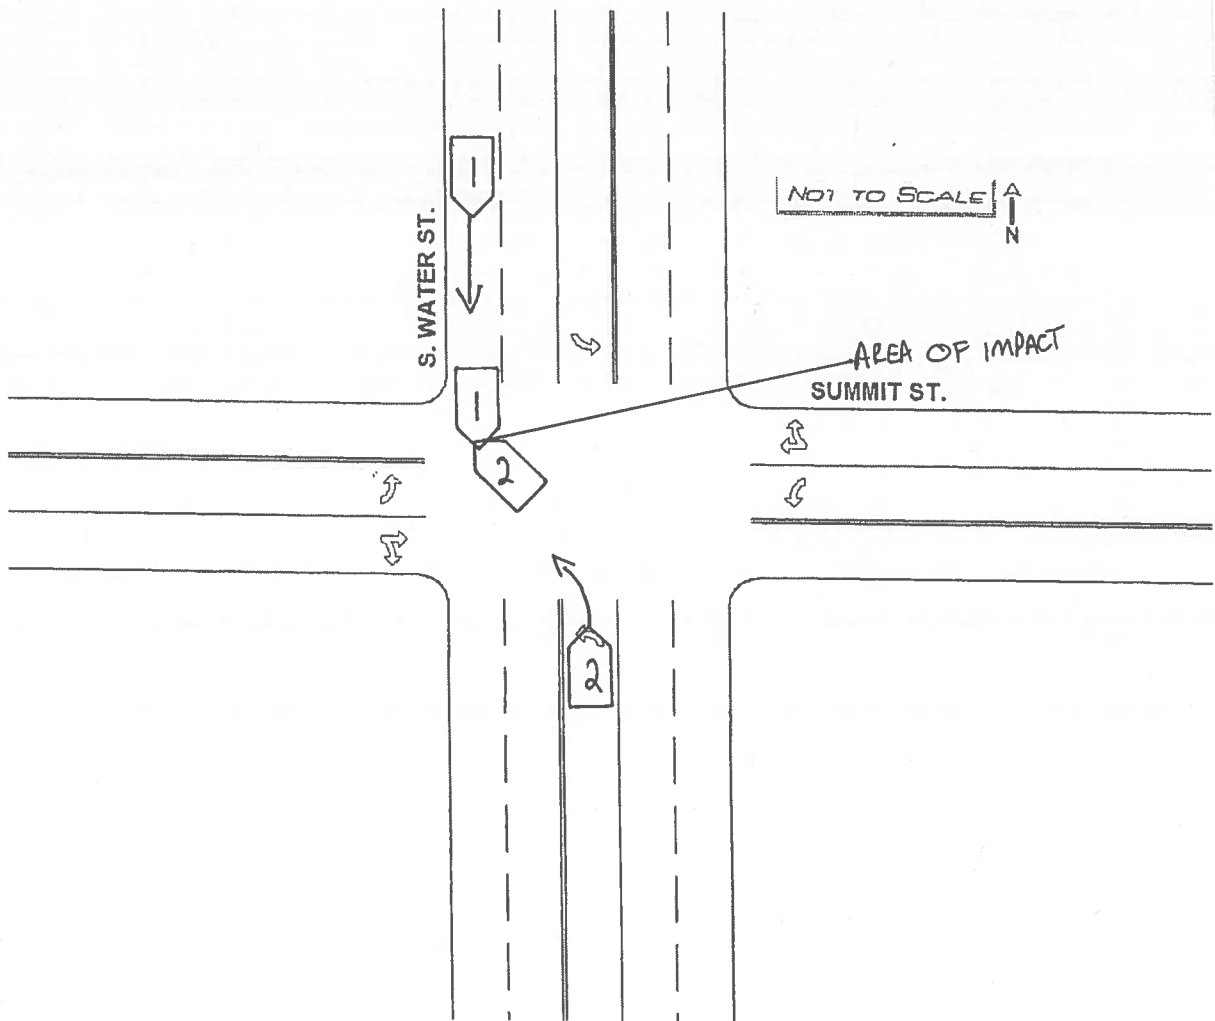 1
NOT TO SCALE
N
S. WATER ST.
AREA OF IMPACT
SUMMIT ST.
1
2
2